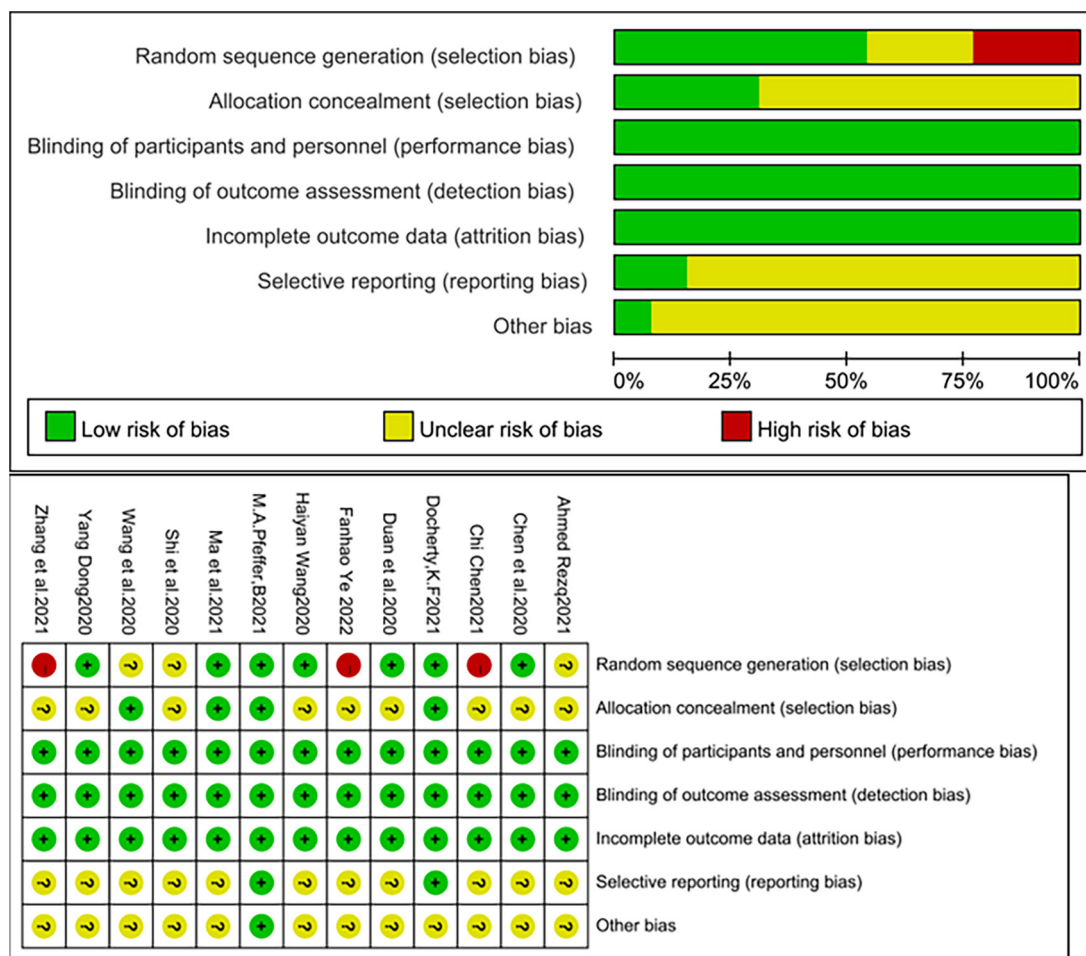 Random sequence generation (selection bias)
Allocation concealment (selection bias)
Blinding of participants and personnel (performance bias)
Blinding of outcome assessment (detection bias)
Incomplete outcome data (attrition bias)
Selective reporting (reporting bias)
Other bias
0% 25% 50% 75% 100%
Low risk of bias Unclear risk of bias High risk of bias
Zhang et al.2021
Yang Dong2020
Wang et al.2020
Shi et al.2020
Ma et al.2021
M.A.Pfeffer,B2021
Haiyan Wang2020
Fanhao Ye 2022
Duan et al.2020
Docherty,K.F2021
Chi Chen2021
Chen et al.2020
Ahmed Rezq2021
- + ? ? + + + - + + - + ? Random sequence generation (selection bias)
? ? + ? + + ? ? ? + ? ? ? Allocation concealment (selection bias)
+ + + + + + + + + + + + + Blinding of participants and personnel (performance bias)
+ + + + + + + + + + + + + Blinding of outcome assessment (detection bias)
+ + + + + + + + + + + + + Incomplete outcome data (attrition bias)
? ? ? ? ? + ? ? ? + ? ? ? Selective reporting (reporting bias)
? ? ? ? ? + ? ? ? ? ? ? ? Other bias